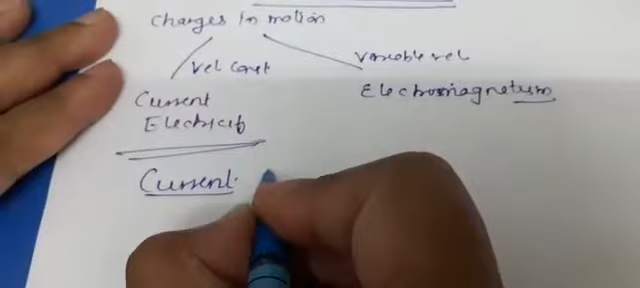 Charges in motion
Vel const
variable vel
Current
Electricity
Electromagnetism
Current